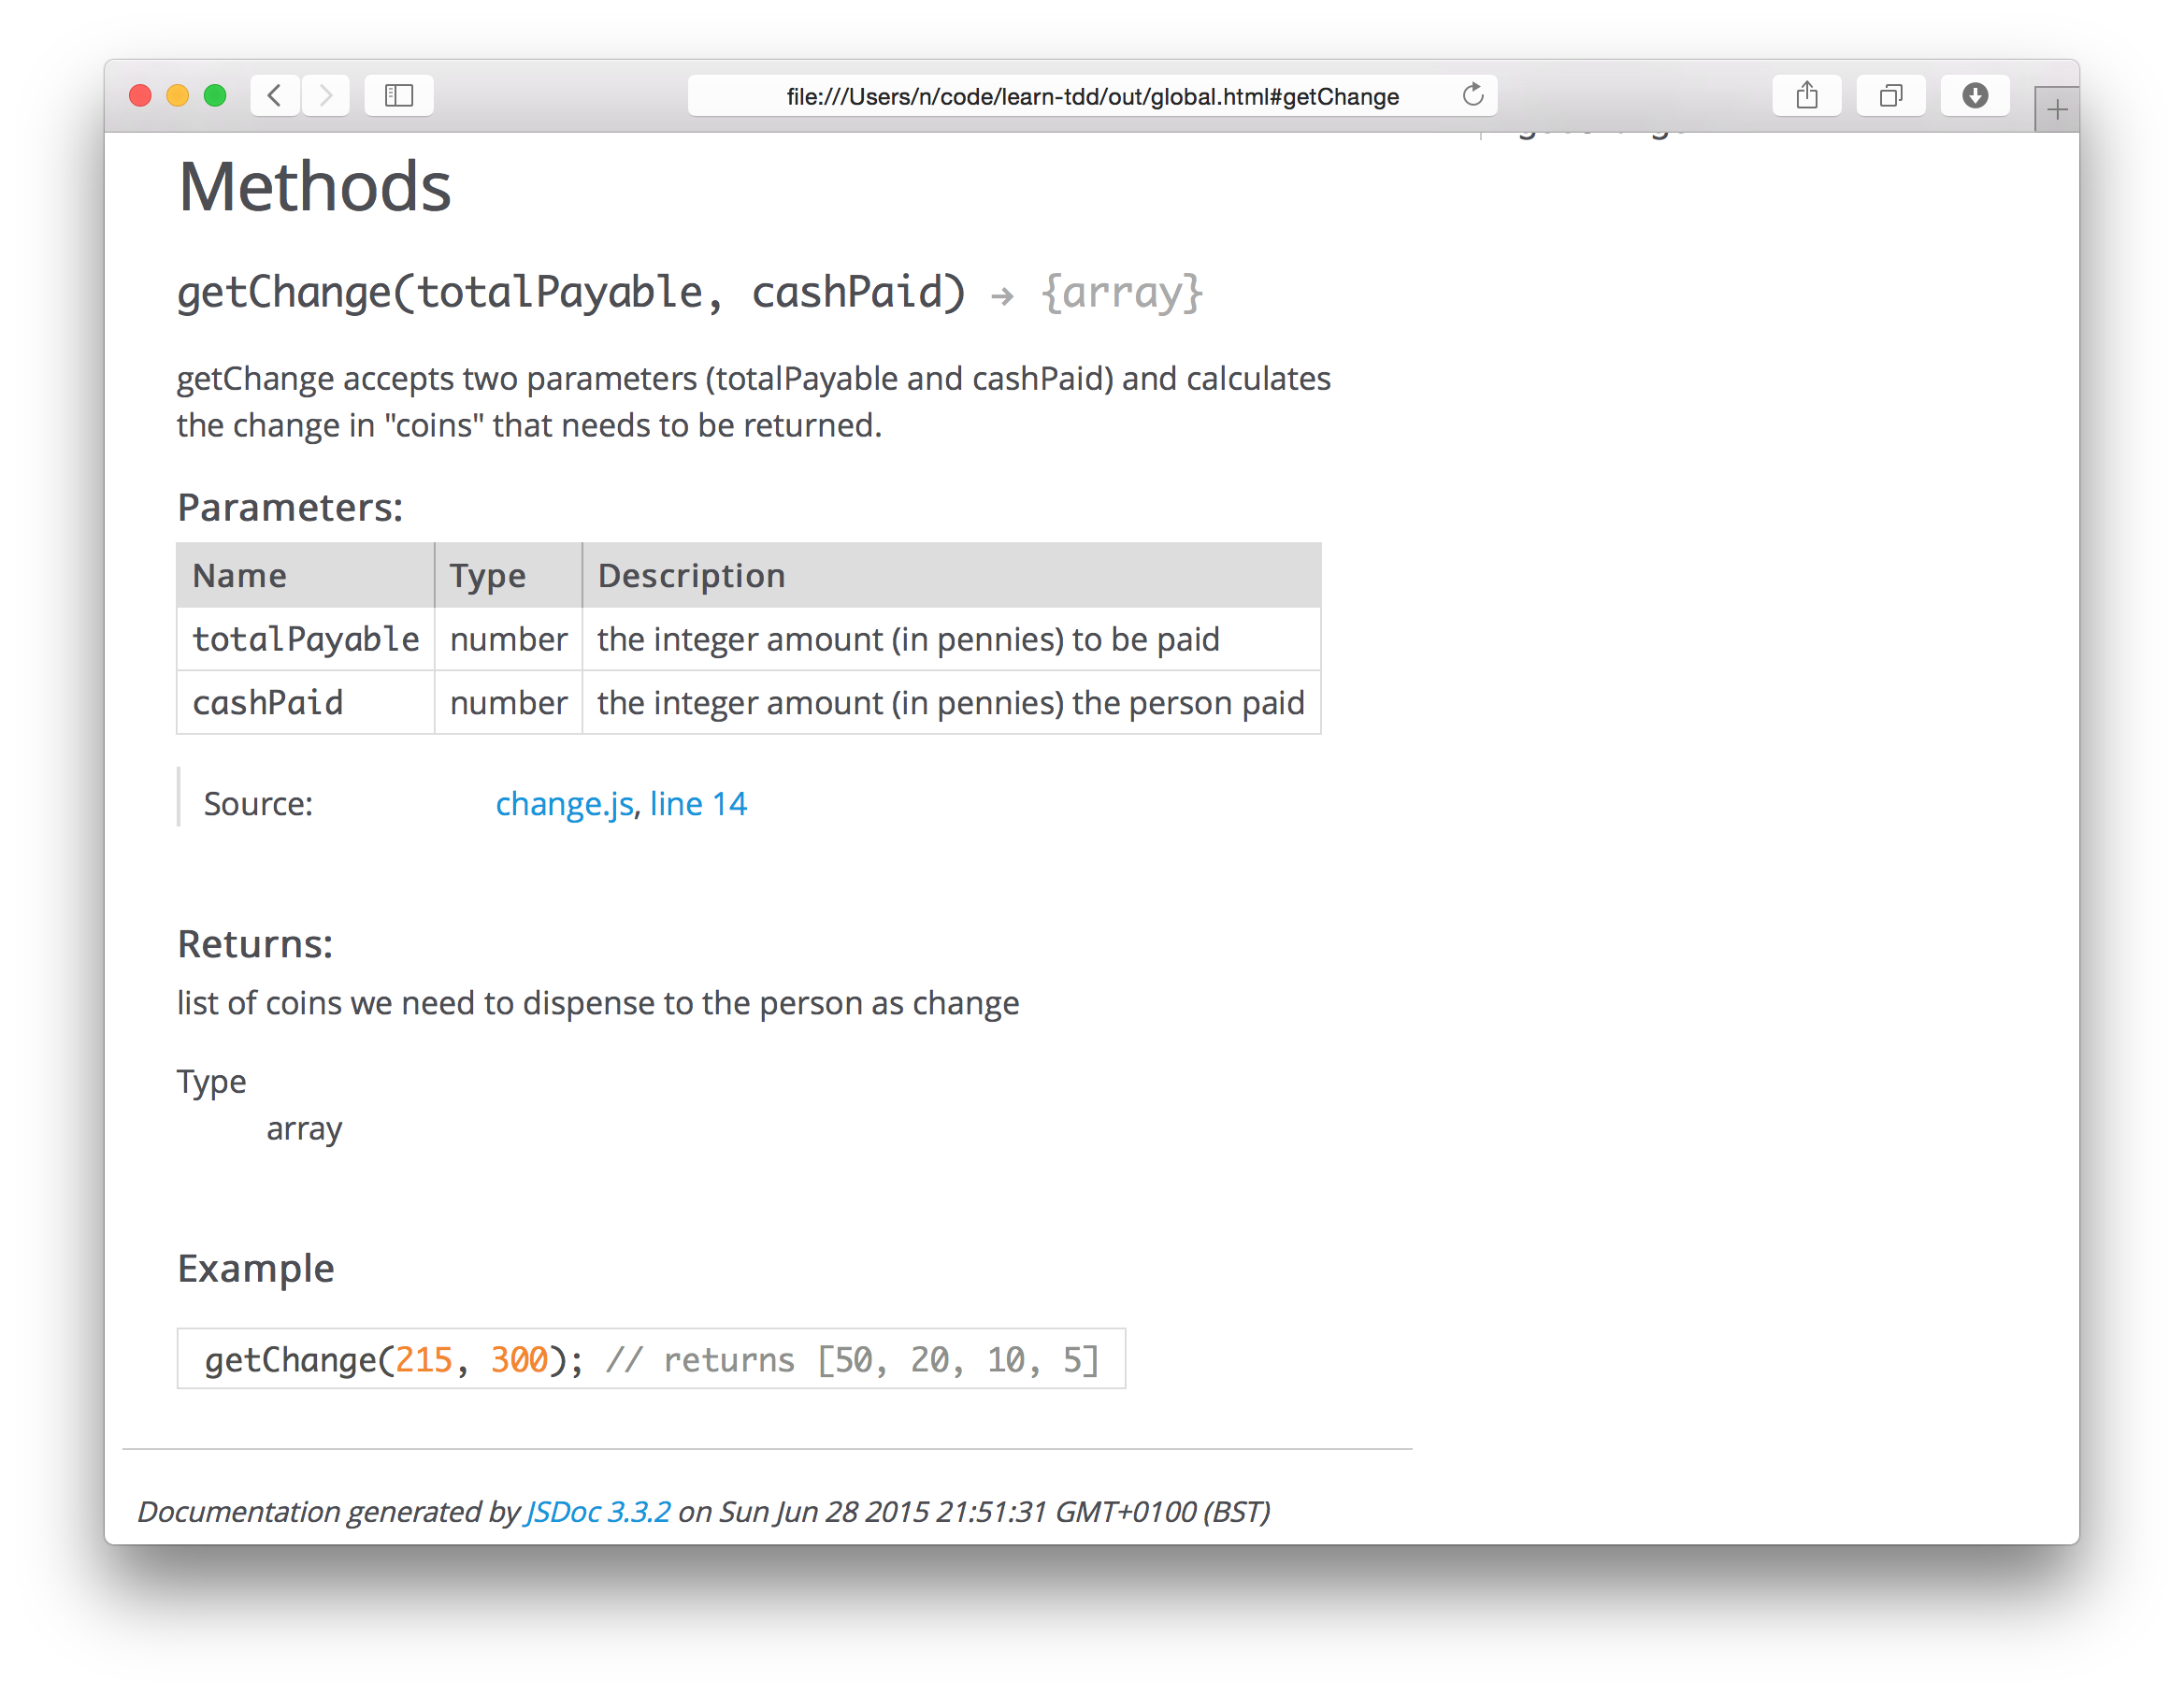 file:///Users/n/code/learn-tdd/out/global.html#getChange
Methods
getChange(totalPayable, cashPaid) → {array}
getChange accepts two parameters (totalPayable and cashPaid) and calculates
the change in "coins" that needs to be returned.
Parameters:
Name Type Description
totalPayable number the integer amount (in pennies) to be paid
cashPaid number the integer amount (in pennies) the person paid
Source: change.js, line 14
Returns:
list of coins we need to dispense to the person as change
Type
array
Example
getChange(215, 300); // returns [50, 20, 10, 5]
Documentation generated by JSDoc 3.3.2 on Sun Jun 28 2015 21:51:31 GMT+0100 (BST)